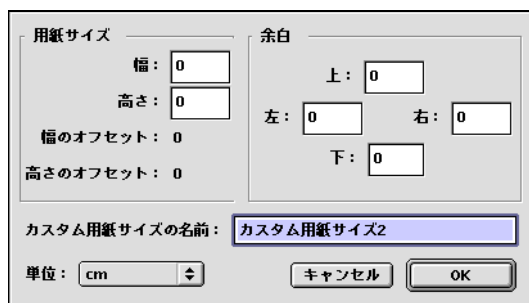 用紙サイズ
幅： 0
高さ： 0
幅のオフセット： 0
高さのオフセット： 0
余白
上： 0
左： 0 右： 0
下： 0
カスタム用紙サイズの名前： カスタム用紙サイズ2
単位： cm キャンセル OK